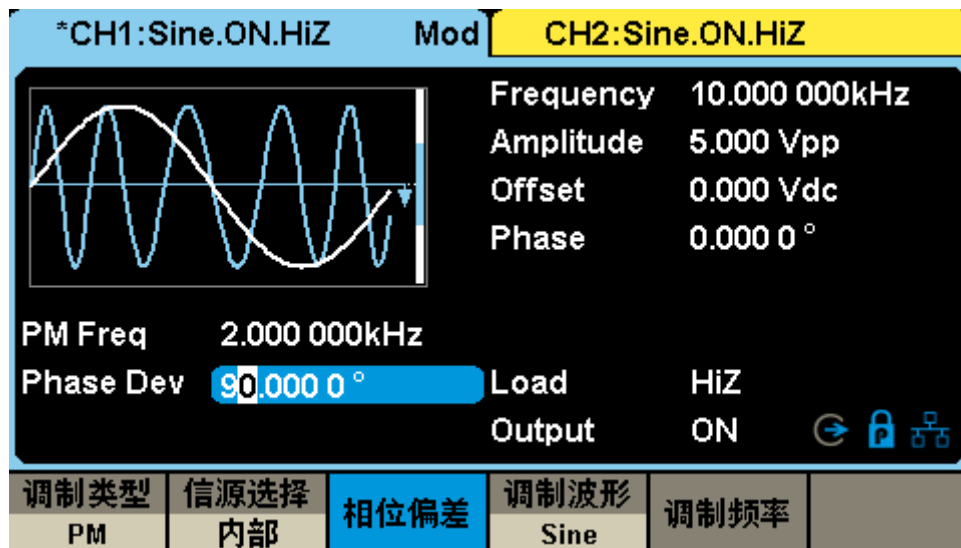 *CH1:Sine.ON.HiZ Mod CH2:Sine.ON.HiZ
Frequency 10.000 000kHz
Amplitude 5.000 Vpp
Offset 0.000 Vdc
Phase 0.000 0 °
PM Freq 2.000 000kHz
Phase Dev 90.000 0 °
Load HiZ
Output ON
P
调制类型
PM
信源选择
内部
相位偏差
调制波形
Sine
调制频率